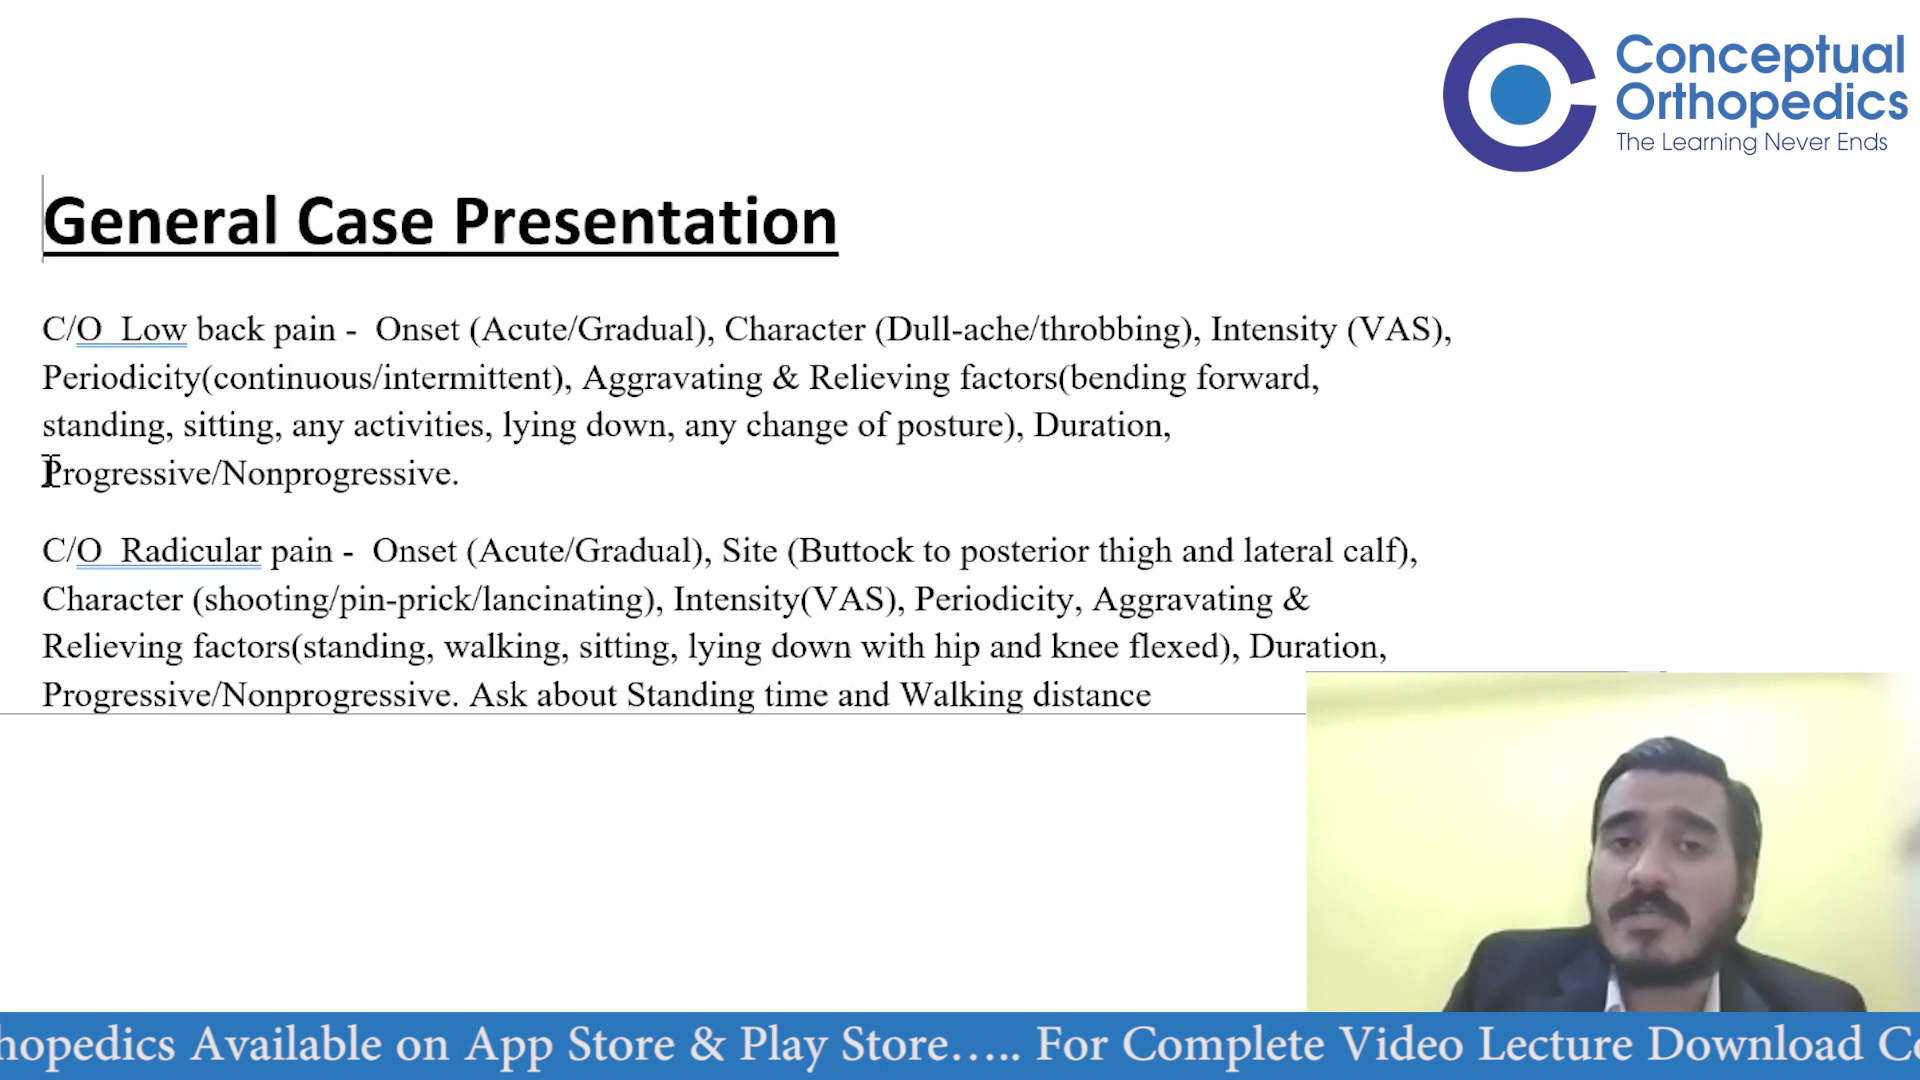 Conceptual
Orthopedics
The Learning Never Ends
General Case Presentation
C/O Low back pain - Onset (Acute/Gradual), Character (Dull-ache/throbbing), Intensity (VAS),
Periodicity(continuous/intermittent), Aggravating & Relieving factors(bending forward,
standing, sitting, any activities, lying down, any change of posture), Duration,
Progressive/Nonprogressive.
C/O Radicular pain - Onset (Acute/Gradual), Site (Buttock to posterior thigh and lateral calf),
Character (shooting/pin-prick/lancinating), Intensity(VAS), Periodicity, Aggravating &
Relieving factors(standing, walking, sitting, lying down with hip and knee flexed), Duration,
Progressive/Nonprogressive. Ask about Standing time and Walking distance
hopedics Available on App Store & Play Store..... For Complete Video Lecture Download Co